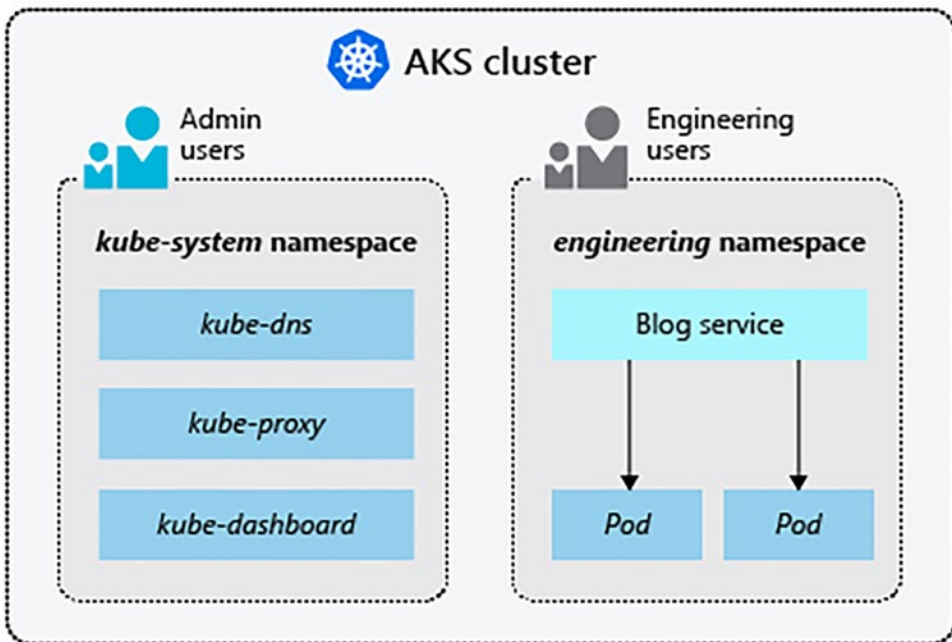 AKS cluster
Admin
users
kube-system namespace
kube-dns
kube-proxy
kube-dashboard
Engineering
users
engineering namespace
Blog service
Pod
Pod